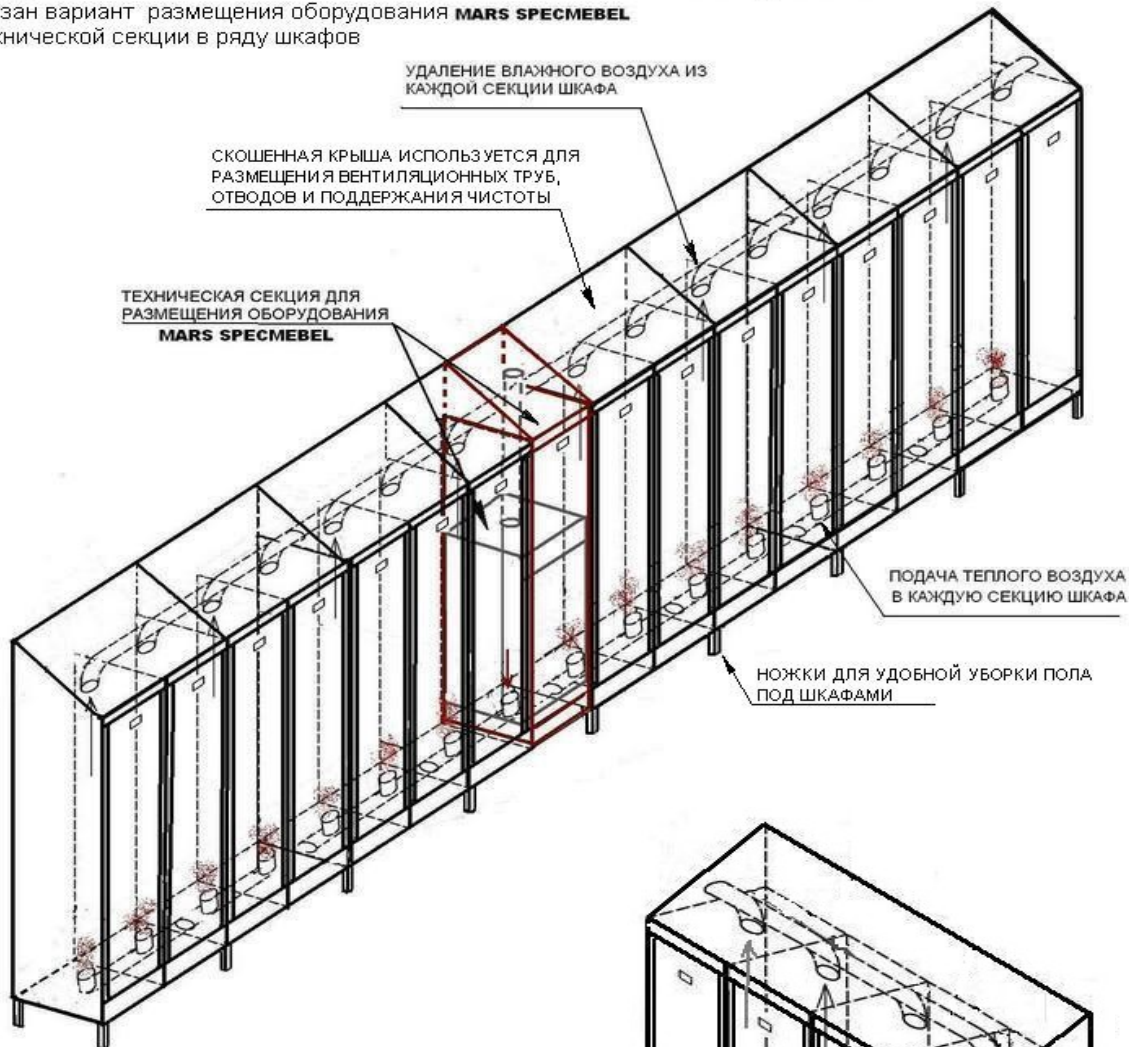 зан вариант размещения оборудования MARS SPECMEBEL
хнической секции в ряду шкафов
УДАЛЕНИЕ ВЛАЖНОГО ВОЗДУХА ИЗ
КАЖДОЙ СЕКЦИИ ШКАФА
СКОШЕННАЯ КРЫША ИСПОЛЬЗУЕТСЯ ДЛЯ
РАЗМЕЩЕНИЯ ВЕНТИЛЯЦИОННЫХ ТРУБ,
ОТВОДОВ И ПОДДЕРЖАНИЯ ЧИСТОТЫ
ТЕХНИЧЕСКАЯ СЕКЦИЯ ДЛЯ
РАЗМЕЩЕНИЯ ОБОРУДОВАНИЯ
MARS SPECMEBEL
ПОДАЧА ТЕПЛОГО ВОЗДУХА
В КАЖДУЮ СЕКЦИЮ ШКАФА
НОЖКИ ДЛЯ УДОБНОЙ УБОРКИ ПОЛА
ПОД ШКАФАМИ